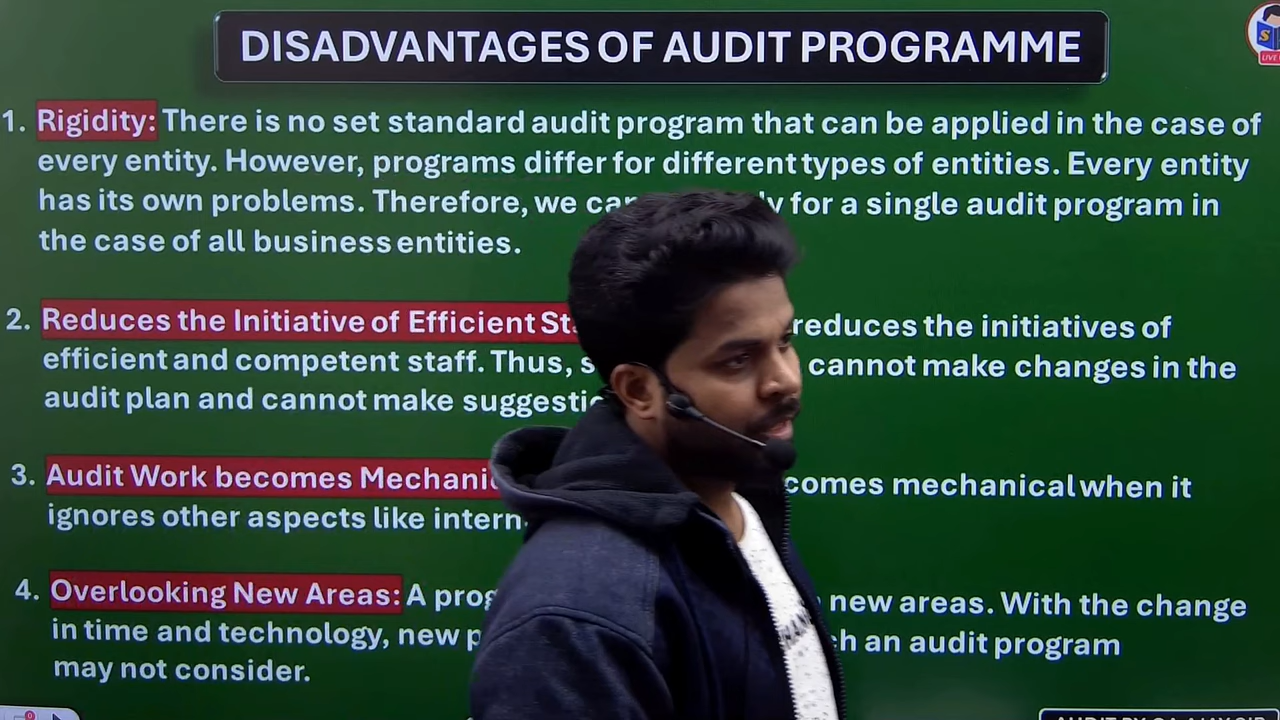 DISADVANTAGES OF AUDIT PROGRAMME
LIVE
1. Rigidity: There is no set standard audit program that can be applied in the case of
every entity. However, programs differ for different types of entities. Every entity
has its own problems. Therefore, we for a single audit program in
the case of all business entities.
2. Reduces the Initiative of Efficient reduces the initiatives of
efficient and competent staff. Thus, cannot make changes in the
audit plan and cannot make
3. Audit Work becomes mechanical when it
ignores other aspects like
4. Overlooking New Areas: A new areas. With the change
in time and technology, new an audit program
may not consider.